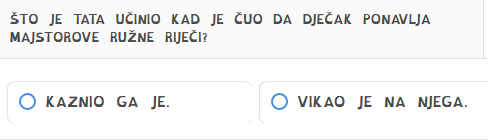 ŠTO JE TATA UČINIO KAD JE ČUO DA DJEČAK PONAVLJA
MAJSTOROVE RUŽNE RIJEČI?
KAZNIO GA JE.
VIKAO JE NA NJEGA.